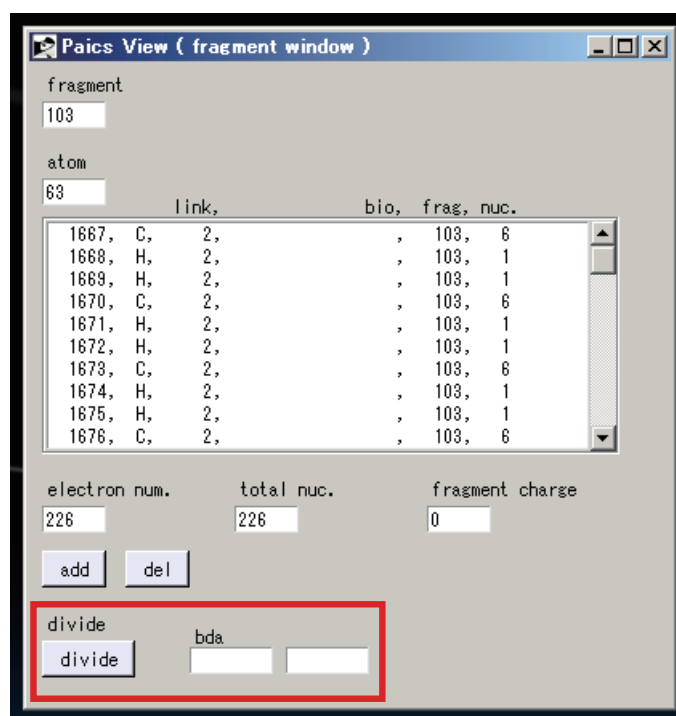 Paics View ( fragment window )
fragment
103
atom
63
link, bio, frag, nuc.
1667, C, 2, , 103, 6
1668, H, 2, , 103, 1
1669, H, 2, , 103, 1
1670, C, 2, , 103, 6
1671, H, 2, , 103, 1
1672, H, 2, , 103, 1
1673, C, 2, , 103, 6
1674, H, 2, , 103, 1
1675, H, 2, , 103, 1
1676, C, 2, , 103, 6
electron num. total nuc. fragment charge
226 226 0
add del
divide bda
divide